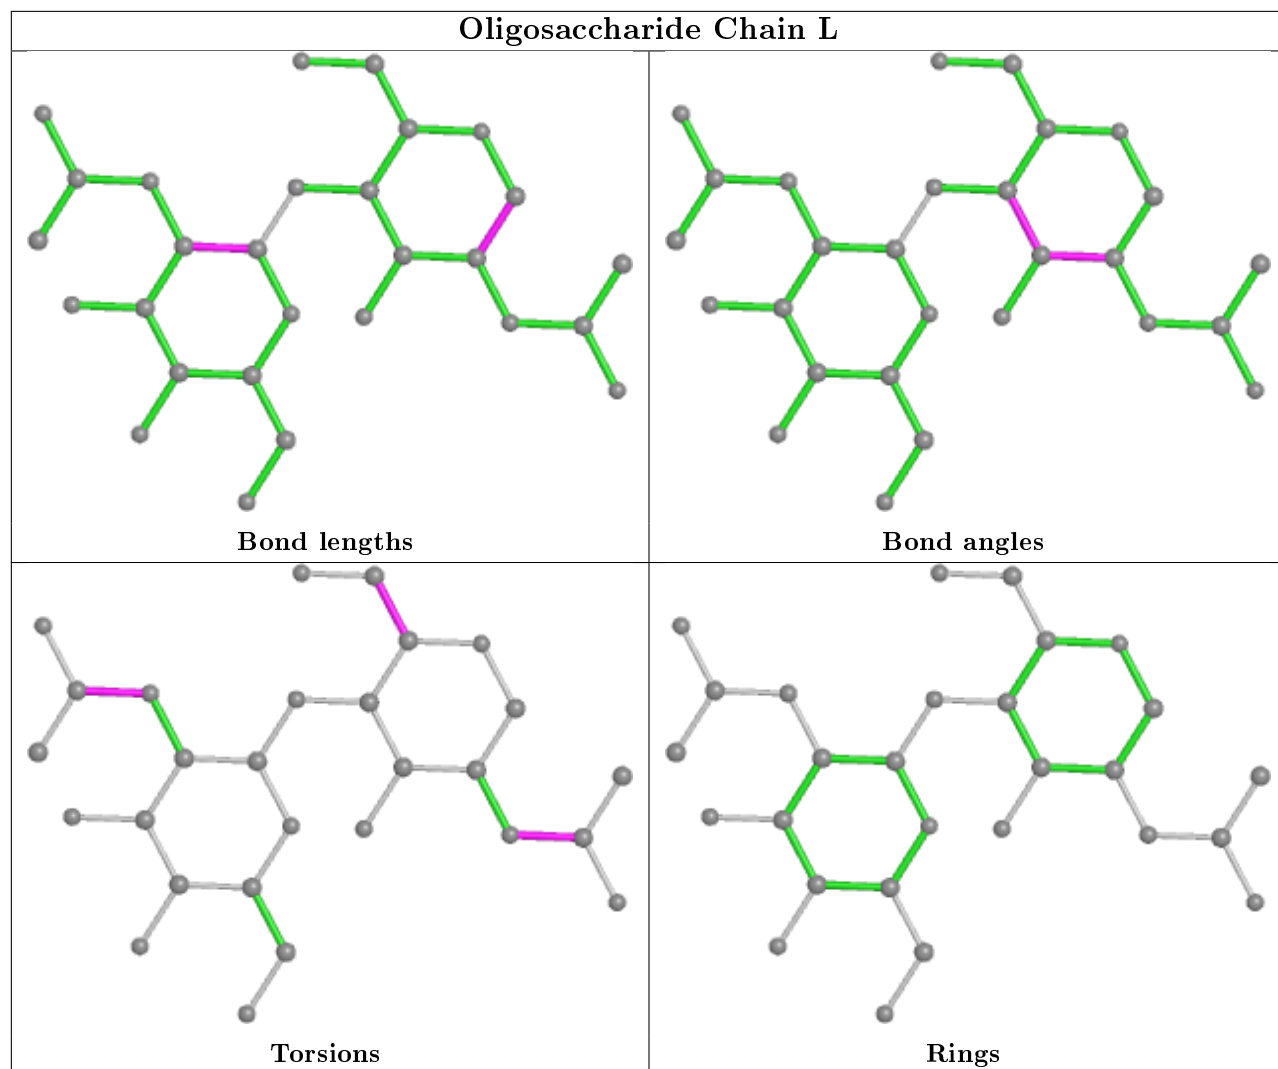 Oligosaccharide Chain L
Bond lengths
Bond angles
Torsions
Rings